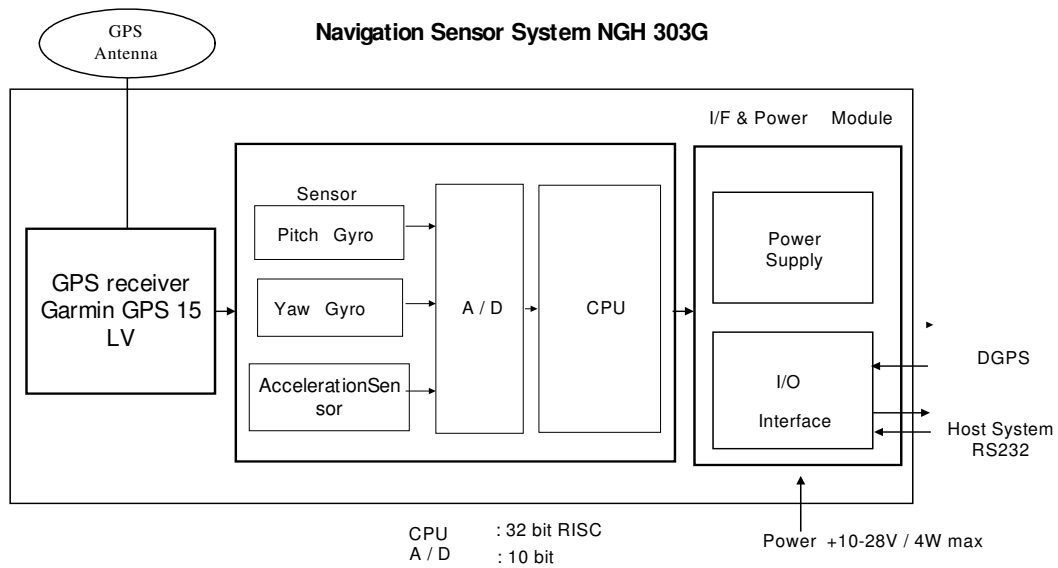 GPS
Antenna
Navigation Sensor System NGH 303G
I/F & Power Module
Sensor
Pitch Gyro
Yaw Gyro
AccelerationSen
sor
GPS receiver
Garmin GPS 15
LV
A / D
CPU
Power
Supply
I/O
Interface
DGPS
Host System
RS232
CPU : 32 bit RISC
A / D : 10 bit
Power +10-28V / 4W max